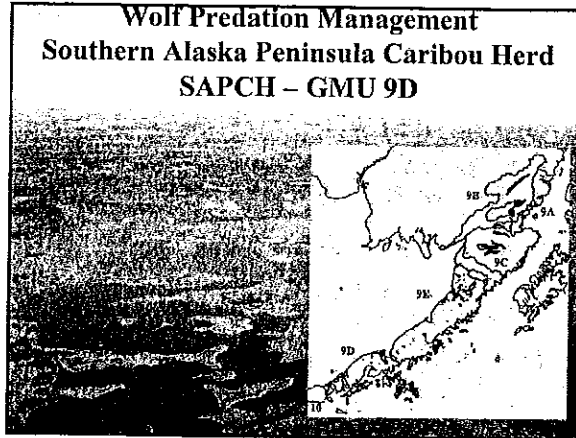 Wolf Predation Management
Southern Alaska Peninsula Caribou Herd
SAPCH – GMU 9D
9B
9A
9C
9E
9D
10